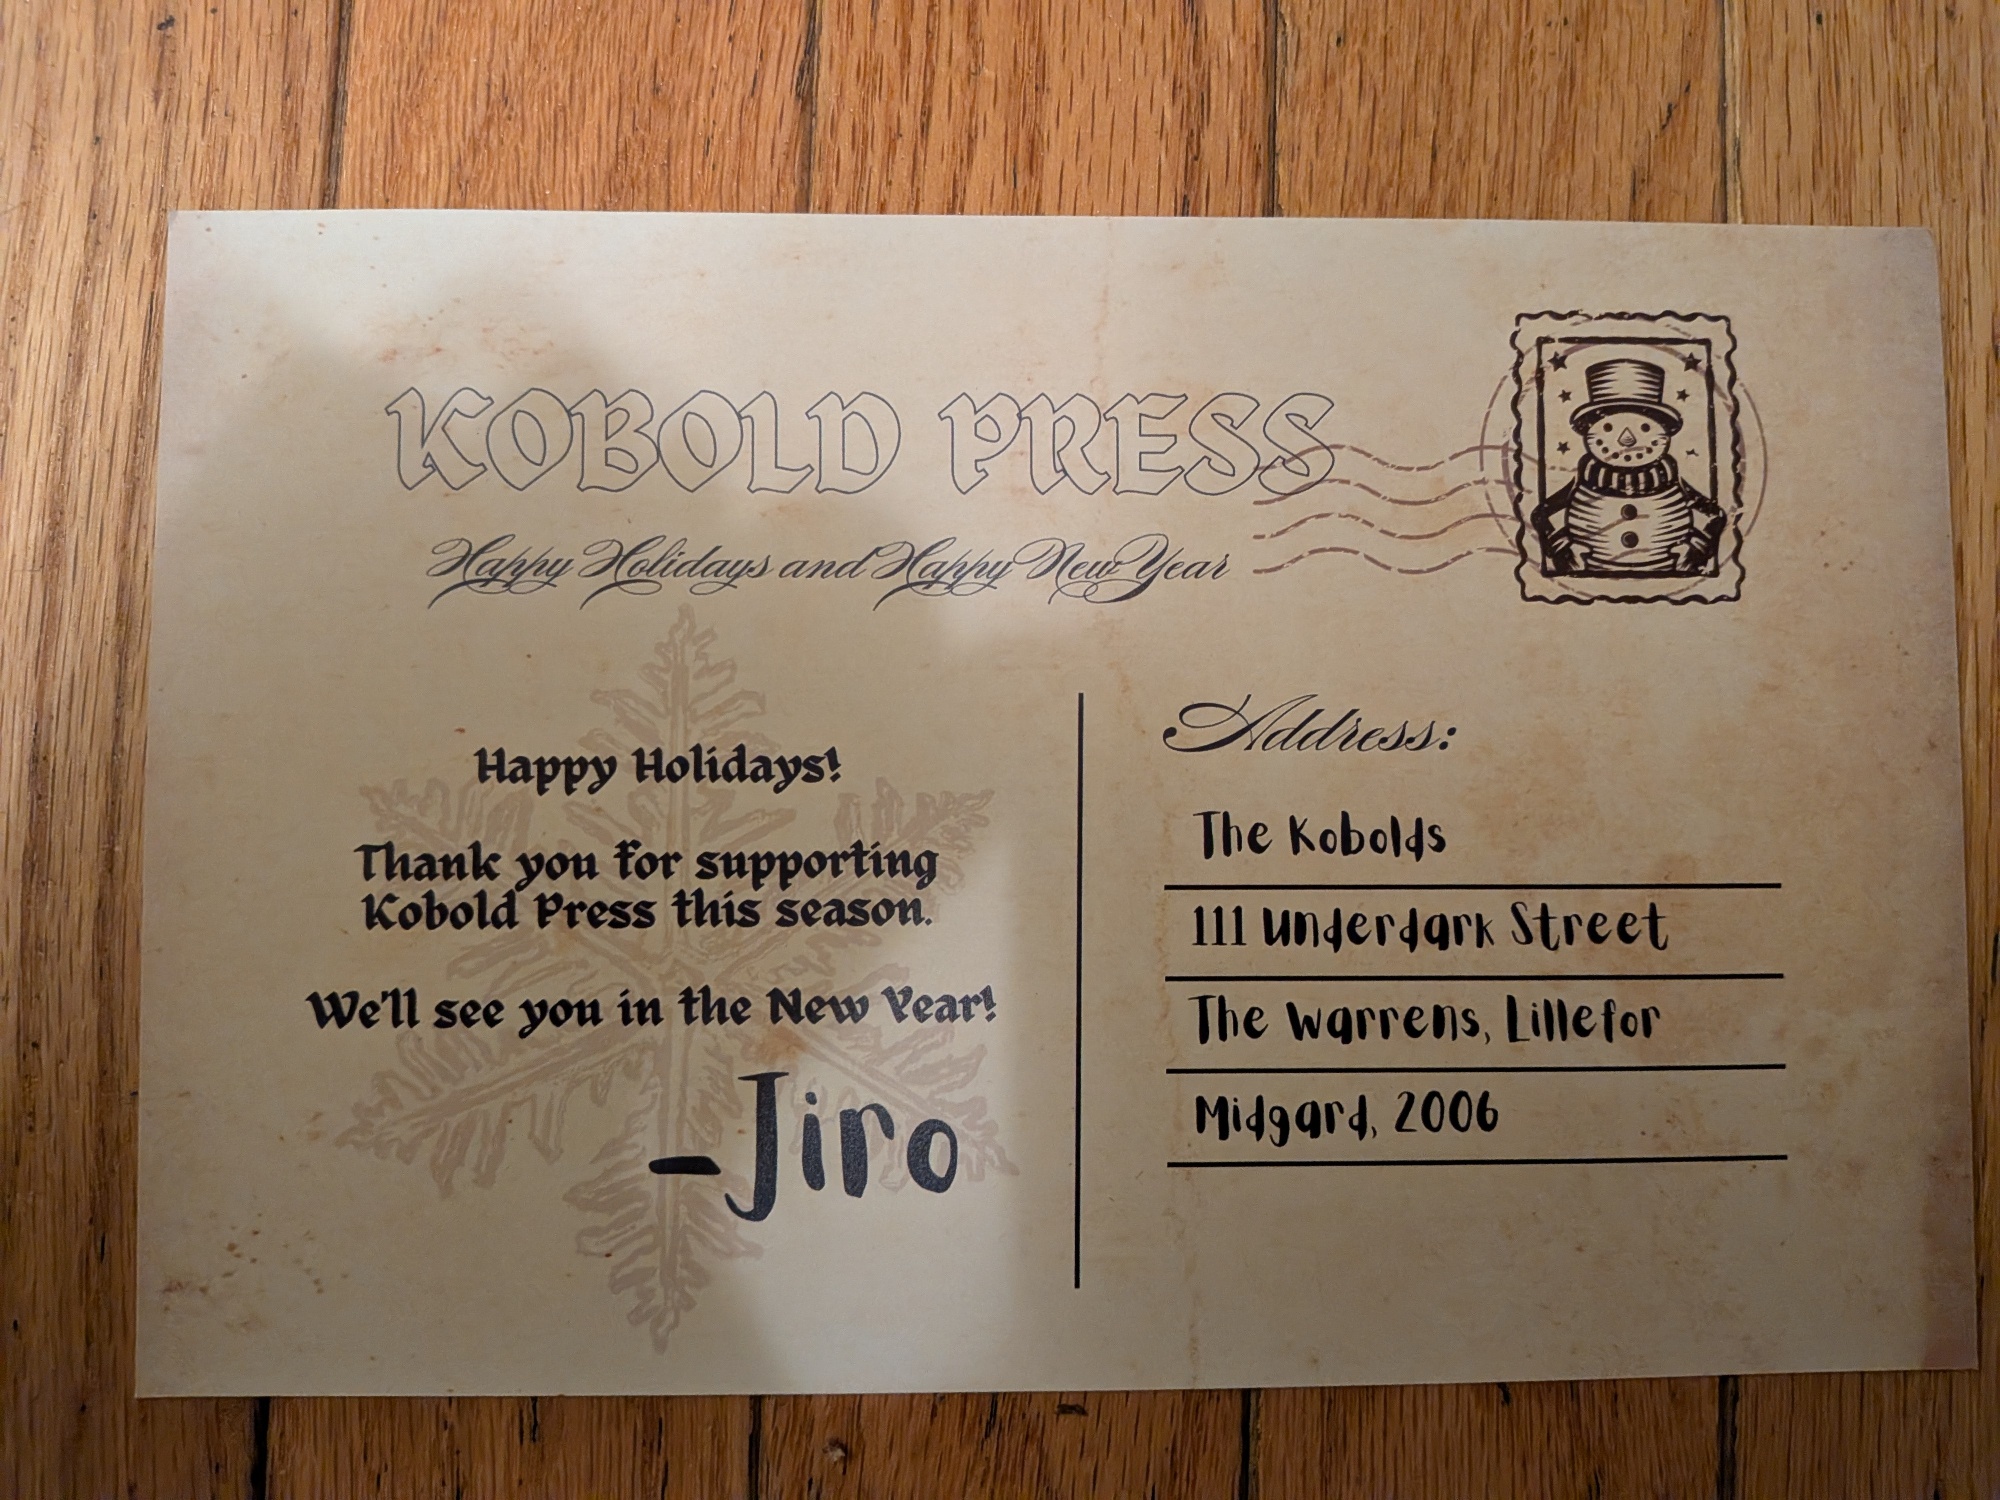 KOBOLD PRESS
Happy Holidays and Happy New Year
Happy Holidays!
Thank you for supporting
Kobold Press this season.
We'll see you in the New Year!
-Jiro
Address:
The Kobolds
111 Underdark Street
The Warrens, Lillefor
Midgard, 2006